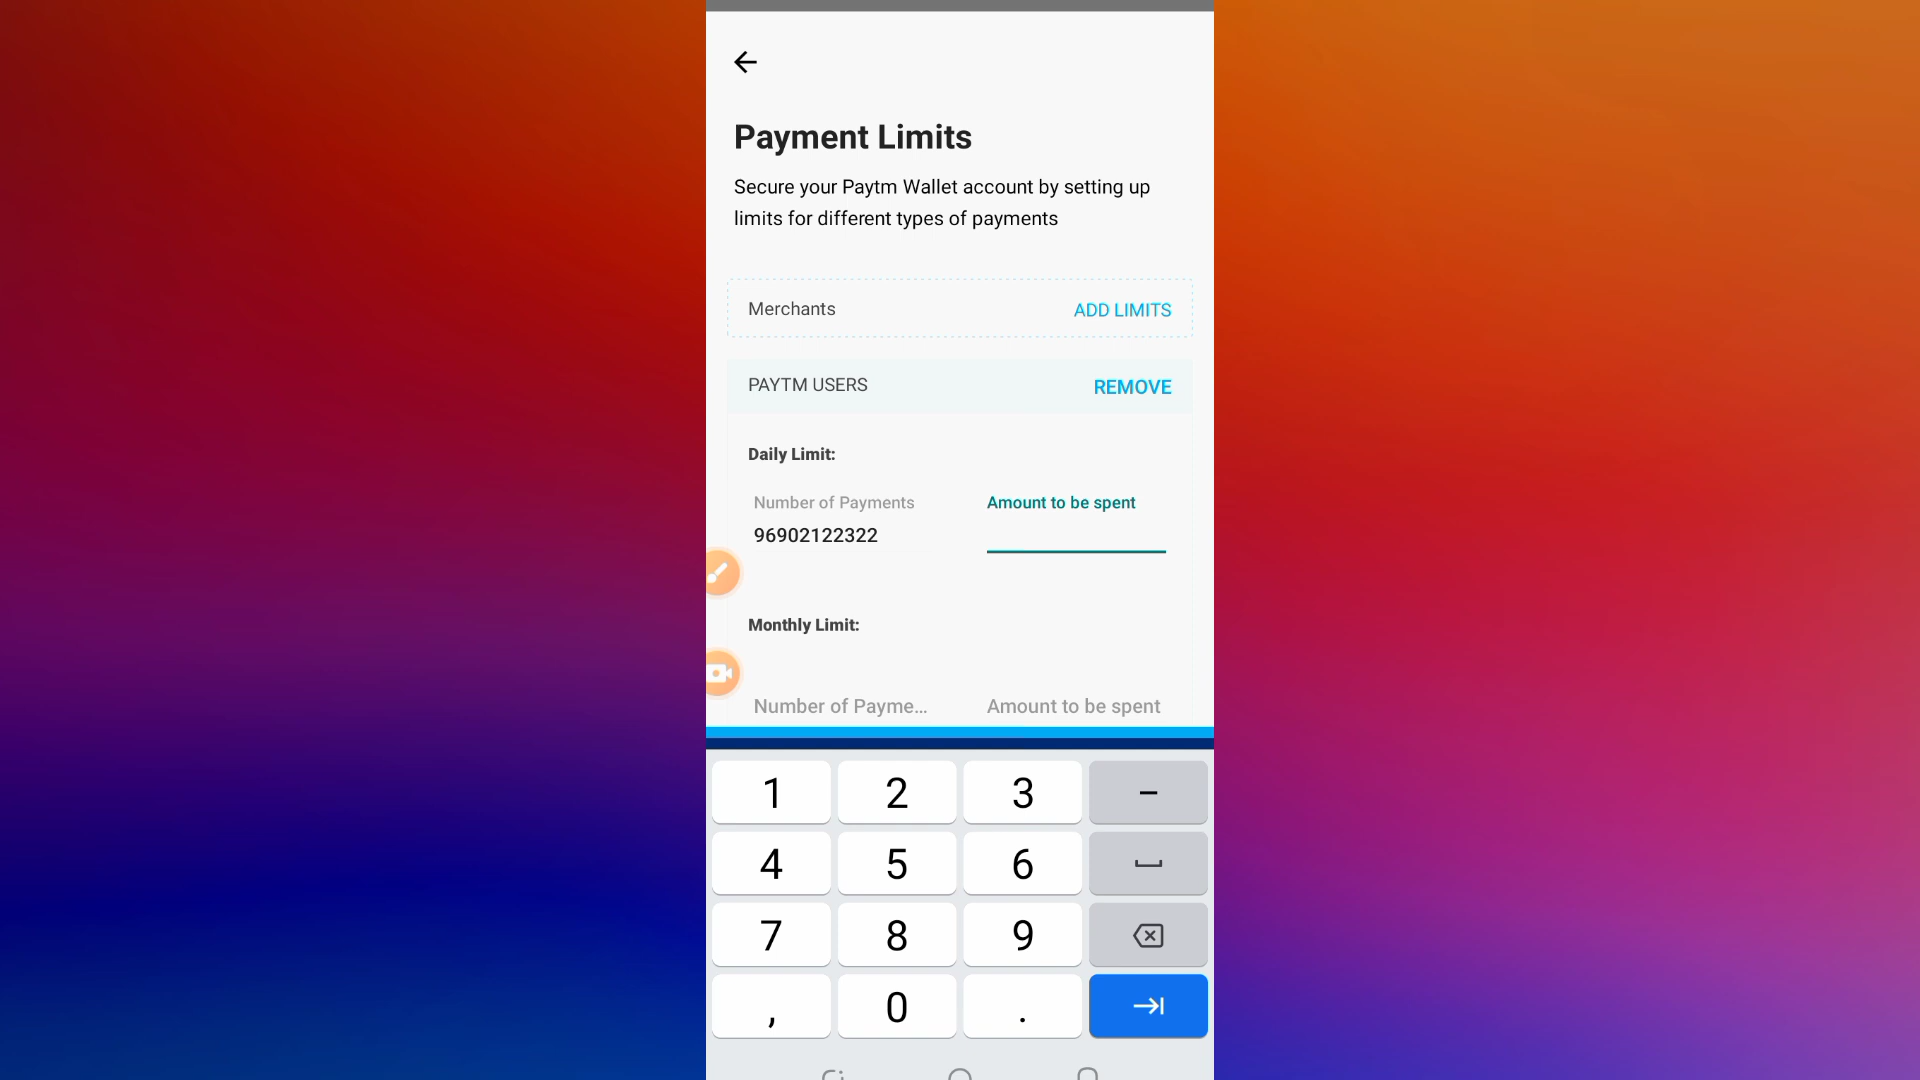 Payment Limits
Secure your Paytm Wallet account by setting up
limits for different types of payments
Merchants ADD LIMITS
PAYTM USERS REMOVE
Daily Limit:
Number of Payments Amount to be spent
96902122322
Monthly Limit:
Number of Payme... Amount to be spent
1 2 3 –
4 5 6
7 8 9
, 0 .